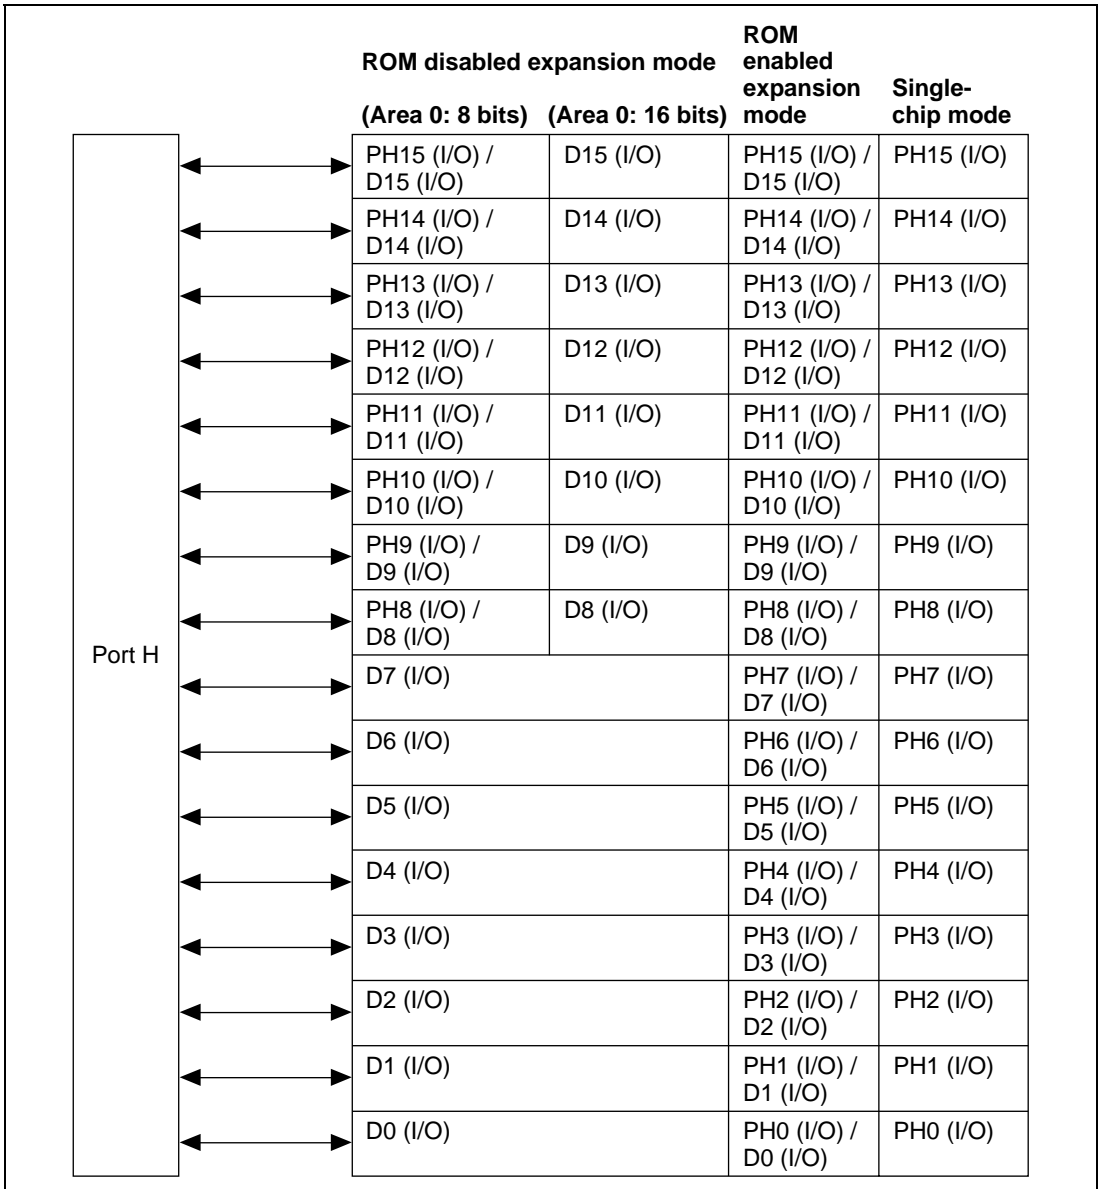 ROM disabled expansion mode
ROM
enabled
expansion
mode
Single-
chip mode
(Area 0: 8 bits) (Area 0: 16 bits)
Port H
PH15 (I/O) /
D15 (I/O)
D15 (I/O)
PH15 (I/O) /
D15 (I/O)
PH15 (I/O)
PH14 (I/O) /
D14 (I/O)
D14 (I/O)
PH14 (I/O) /
D14 (I/O)
PH14 (I/O)
PH13 (I/O) /
D13 (I/O)
D13 (I/O)
PH13 (I/O) /
D13 (I/O)
PH13 (I/O)
PH12 (I/O) /
D12 (I/O)
D12 (I/O)
PH12 (I/O) /
D12 (I/O)
PH12 (I/O)
PH11 (I/O) /
D11 (I/O)
D11 (I/O)
PH11 (I/O) /
D11 (I/O)
PH11 (I/O)
PH10 (I/O) /
D10 (I/O)
D10 (I/O)
PH10 (I/O) /
D10 (I/O)
PH10 (I/O)
PH9 (I/O) /
D9 (I/O)
D9 (I/O)
PH9 (I/O) /
D9 (I/O)
PH9 (I/O)
PH8 (I/O) /
D8 (I/O)
D8 (I/O)
PH8 (I/O) /
D8 (I/O)
PH8 (I/O)
D7 (I/O)
PH7 (I/O) /
D7 (I/O)
PH7 (I/O)
D6 (I/O)
PH6 (I/O) /
D6 (I/O)
PH6 (I/O)
D5 (I/O)
PH5 (I/O) /
D5 (I/O)
PH5 (I/O)
D4 (I/O)
PH4 (I/O) /
D4 (I/O)
PH4 (I/O)
D3 (I/O)
PH3 (I/O) /
D3 (I/O)
PH3 (I/O)
D2 (I/O)
PH2 (I/O) /
D2 (I/O)
PH2 (I/O)
D1 (I/O)
PH1 (I/O) /
D1 (I/O)
PH1 (I/O)
D0 (I/O)
PH0 (I/O) /
D0 (I/O)
PH0 (I/O)